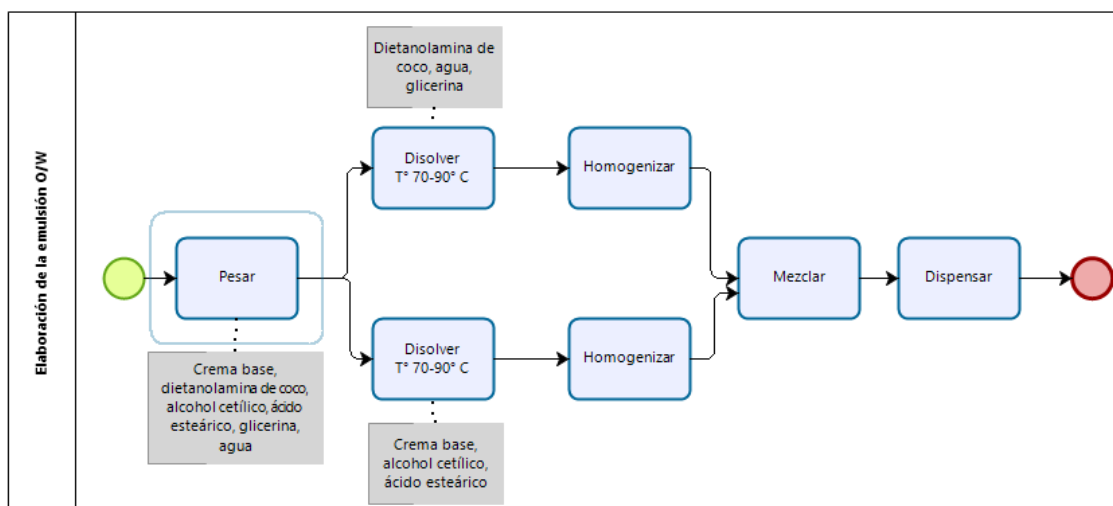 Elaboración de la emulsión O/W
Dietanolamina de
coco, agua,
glicerina
Disolver
T° 70-90° C
Homogenizar
Pesar
Mezclar
Dispensar
Disolver
T° 70-90° C
Homogenizar
Crema base,
dietanolamina de coco,
alcohol cetílico, ácido
esteárico, glicerina,
agua
Crema base,
alcohol cetílico,
ácido esteárico